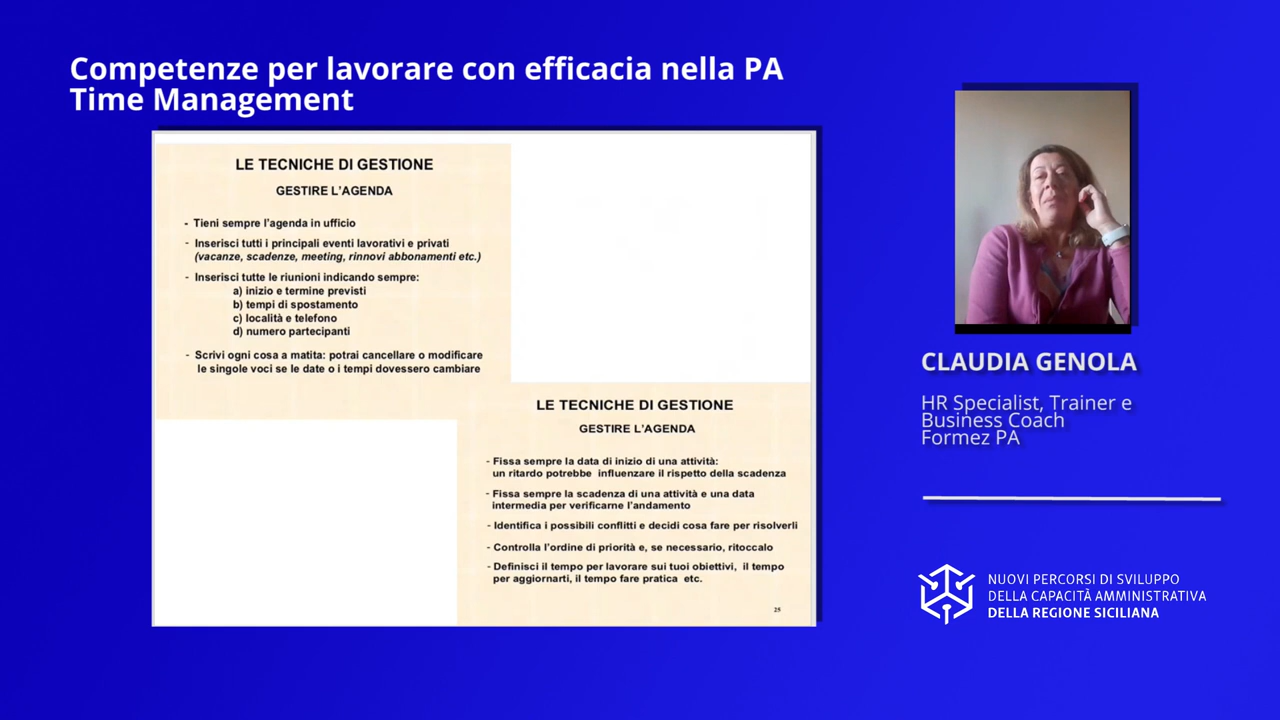 Competenze per lavorare con efficacia nella PA
Time Management
LE TECNICHE DI GESTIONE
GESTIRE L'AGENDA
- Tieni sempre l'agenda in ufficio
- Inserisci tutti i principali eventi lavorativi e privati
(vacanze, scadenze, meeting, rinnovi abbonamenti etc.)
- Inserisci tutte le riunioni indicando sempre:
a) inizio e termine previsti
b) tempi di spostamento
c) località e telefono
d) numero partecipanti
- Scrivi ogni cosa a matita: potrai cancellare o modificare
le singole voci se le date o i tempi dovessero cambiare
LE TECNICHE DI GESTIONE
GESTIRE L'AGENDA
- Fissa sempre la data di inizio di una attività:
un ritardo potrebbe influenzare il rispetto della scadenza
- Fissa sempre la scadenza di una attività e una data
intermedia per verificarne l'andamento
- Identifica i possibili conflitti e decidi cosa fare per risolverli
- Controlla l'ordine di priorità e, se necessario, ritoccalo
- Definisci il tempo per lavorare sui tuoi obiettivi, il tempo
per aggiornarti, il tempo fare pratica etc.
25
CLAUDIA GENOLA
HR Specialist, Trainer e
Business Coach
Formez PA
NUOVI PERCORSI DI SVILUPPO
DELLA CAPACITÀ AMMINISTRATIVA
DELLA REGIONE SICILIANA